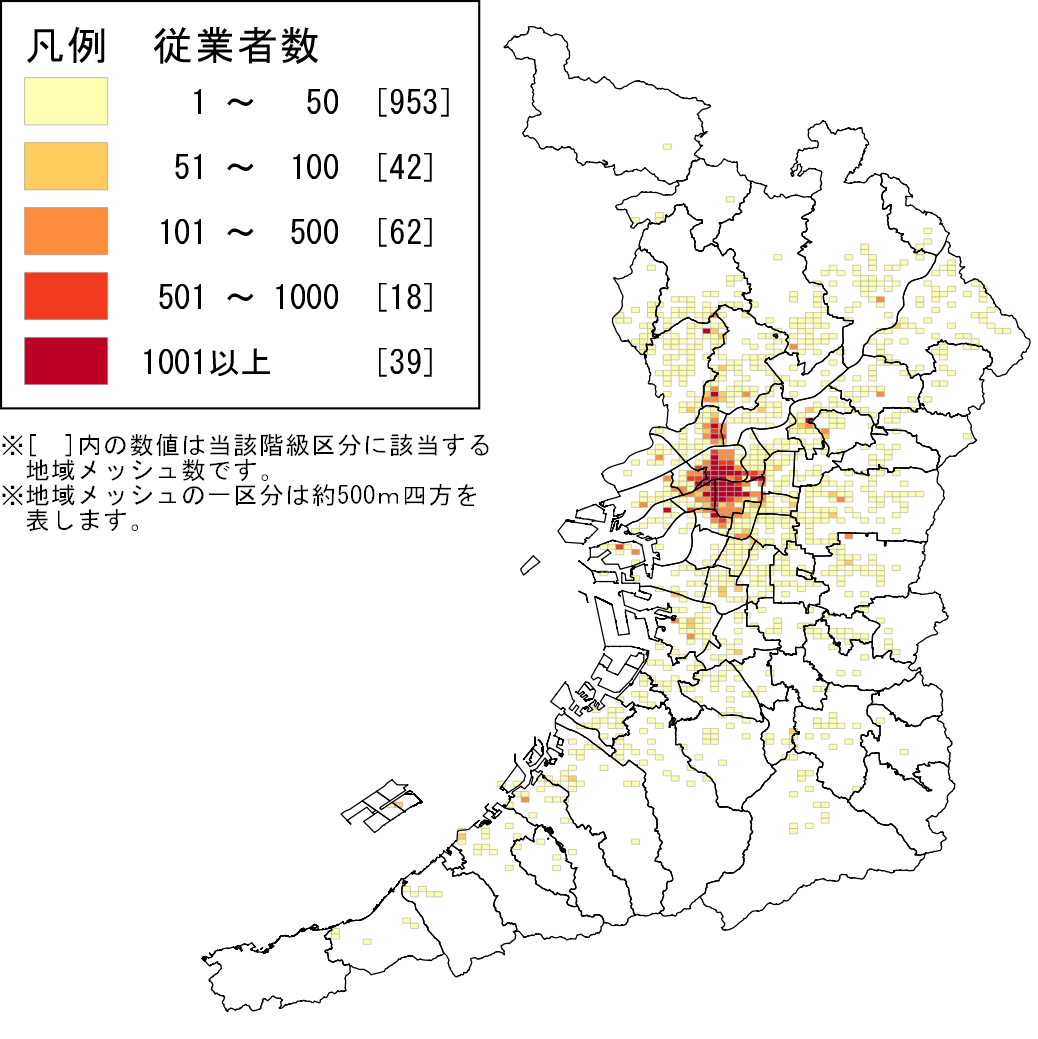 凡例 従業者数
1 ～ 50 [953]
51 ～ 100 [42]
101 ～ 500 [62]
501 ～ 1000 [18]
1001以上 [39]
※[ ]内の数値は当該階級区分に該当する
地域メッシュ数です。
※地域メッシュの一区分は約500ｍ四方を
表します。